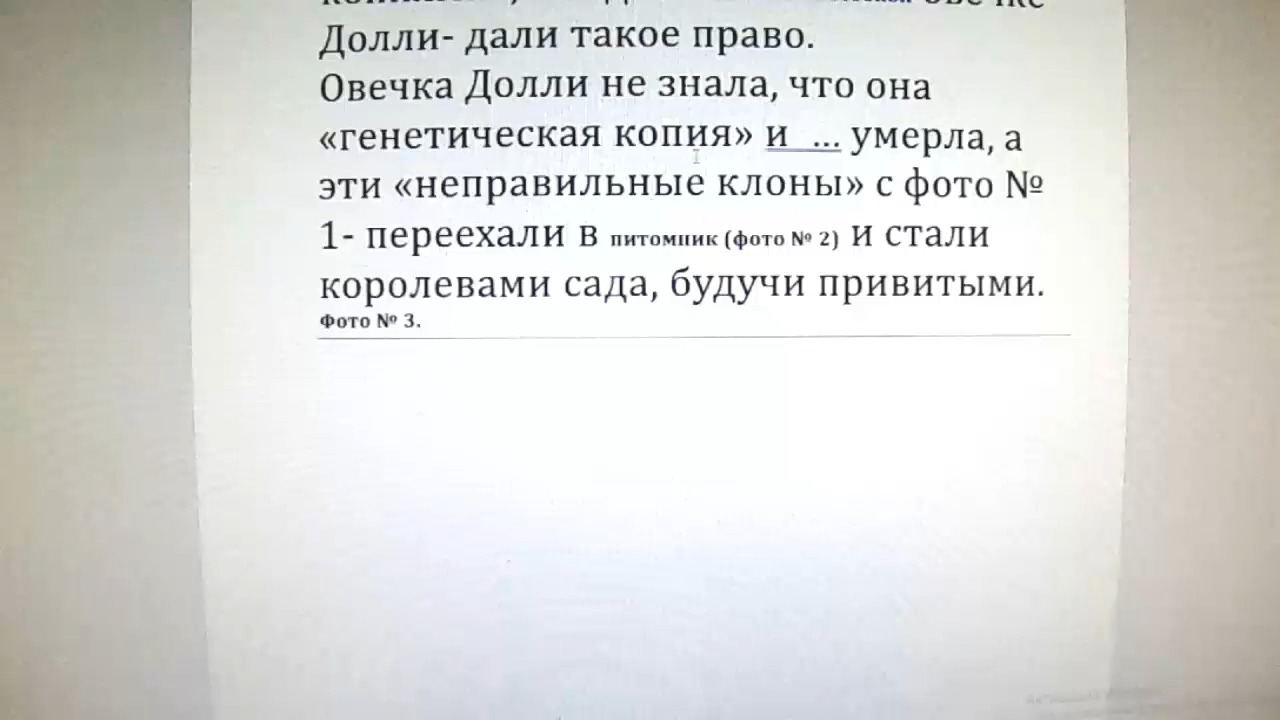 Долли- дали такое право.
Овечка Долли не знала, что она
«генетическая копия» и ... умерла, а
эти «неправильные клоны» с фото №
1- переехали в питомник (фото № 2) и стали
королевами сада, будучи привитыми.
Фото № 3.